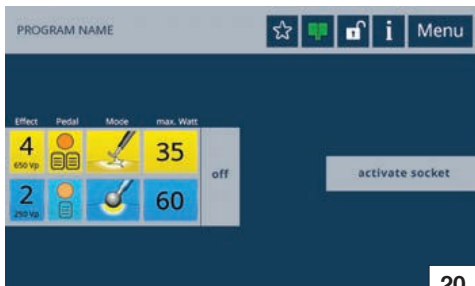 PROGRAM NAME
i Menu
Effect Pedal Mode max. Watt
4
650 Vp
35
off
activate socket
2
250 Vp
60
20